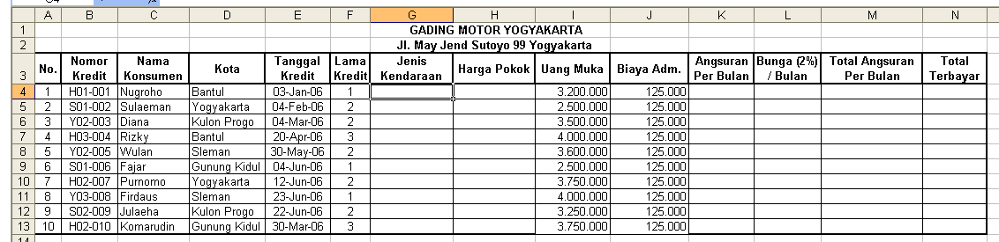 A B C D E F G H I J K L M N
1 GADING MOTOR YOGYAKARTA
2 Jl. May Jend Sutoyo 99 Yogyakarta
3 No. Nomor Kredit Nama Konsumen Kota Tanggal Kredit Lama Kredit Jenis Kendaraan Harga Pokok Uang Muka Biaya Adm. Angsuran Per Bulan Bunga (2%) / Bulan Total Angsuran Per Bulan Total Terbayar
4 1 H01-001 Nugroho Bantul 03-Jan-06 1 3.200.000 125.000
5 2 S01-002 Sulaeman Yogyakarta 04-Feb-06 2 2.500.000 125.000
6 3 Y02-003 Diana Kulon Progo 04-Mar-06 2 3.500.000 125.000
7 4 H03-004 Rizky Bantul 20-Apr-06 3 4.000.000 125.000
8 5 Y02-005 Wulan Sleman 30-May-06 2 3.600.000 125.000
9 6 S01-006 Fajar Gunung Kidul 04-Jun-06 1 2.500.000 125.000
10 7 H02-007 Purnomo Yogyakarta 12-Jun-06 2 3.750.000 125.000
11 8 Y03-008 Firdaus Sleman 23-Jun-06 1 4.000.000 125.000
12 9 S02-009 Julaeha Kulon Progo 22-Jun-06 2 3.250.000 125.000
13 10 H02-010 Komarudin Gunung Kidul 30-Mar-06 3 3.750.000 125.000